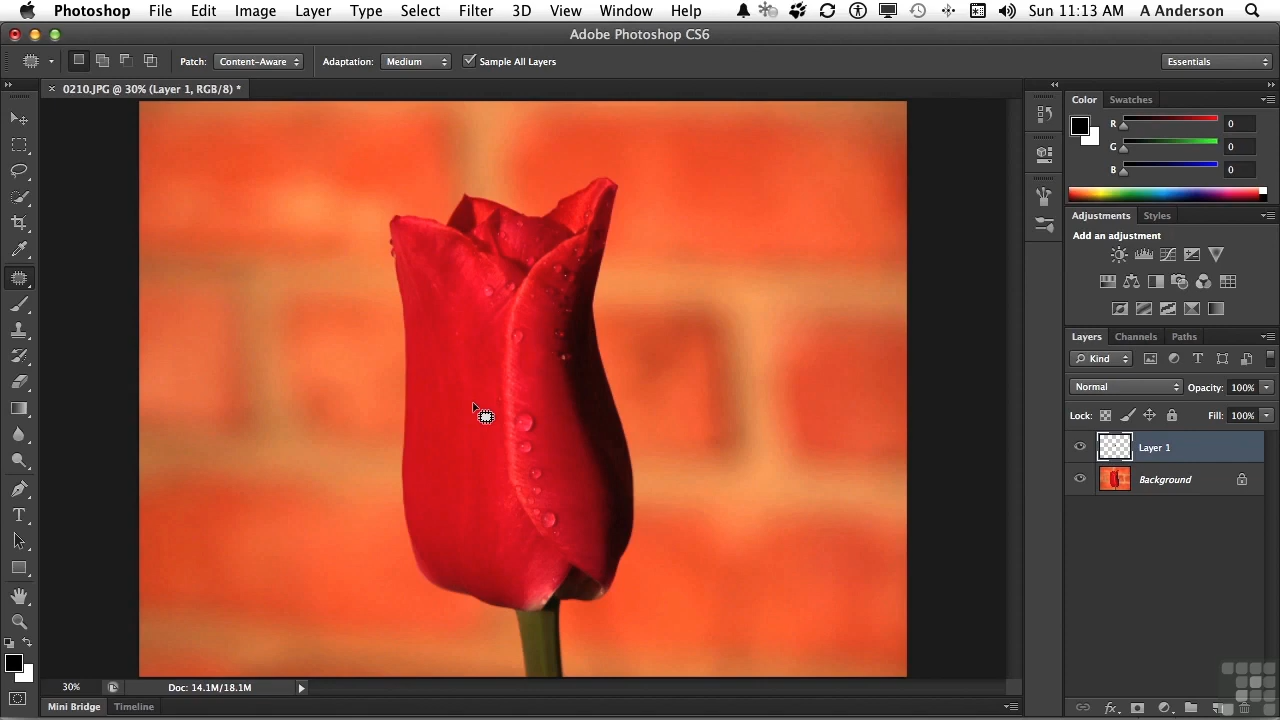 Photoshop File Edit Image Layer Type Select Filter 3D View Window Help Sun 11:13 AM A Anderson
Adobe Photoshop CS6
Patch: Content-Aware Adaptation: Medium Sample All Layers Essentials
0210.JPG @ 30% (Layer 1, RGB/8) *
Color Swatches
R 0
G 0
B 0
Adjustments Styles
Add an adjustment
Layers Channels Paths
Kind
Normal Opacity: 100%
Lock: Fill: 100%
Layer 1
Background
30% Doc: 14.1M/18.1M
Mini Bridge Timeline